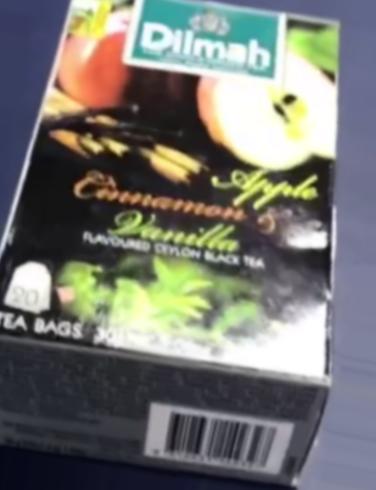 Dilmah
Apple
Cinnamon &
Vanilla
FLAVOURED CEYLON BLACK TEA
20
TEA BAGS